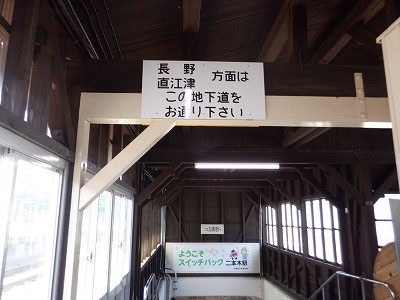 長野 方面は
直江津
この地下道を
お通り下さい
ようこそ
スイッチバック 二本木駅